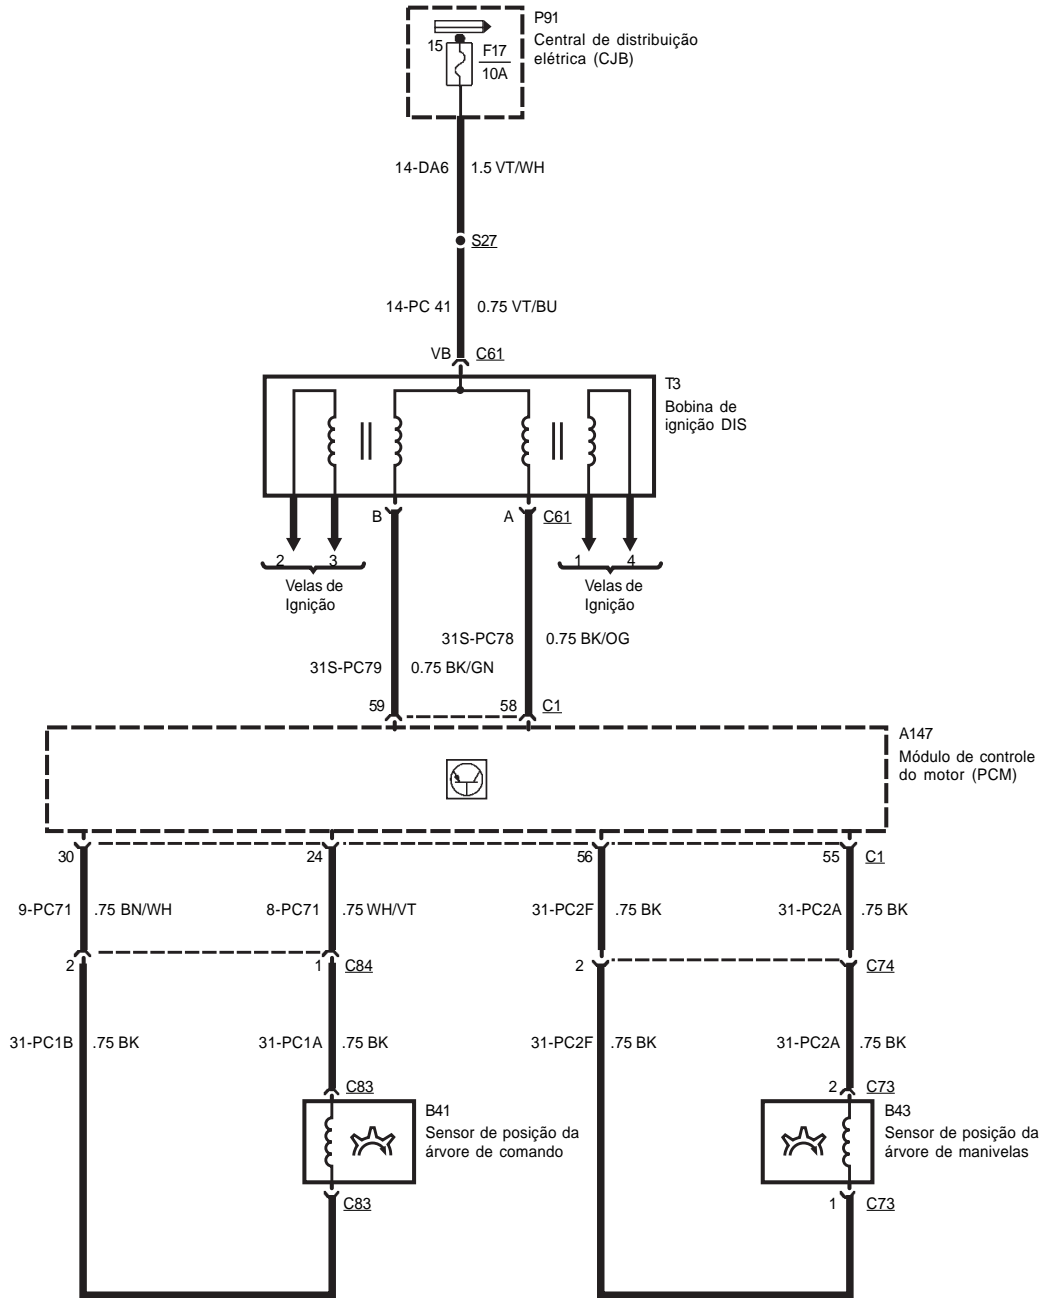 P91
Central de distribuição
elétrica (CJB)
15
F17
10A
14-DA6 1.5 VT/WH
S27
14-PC 41 0.75 VT/BU
VB C61
T3
Bobina de
ignição DIS
B A C61
2 3 1 4
Velas de
Ignição
Velas de
Ignição
31S-PC78 0.75 BK/OG
31S-PC79 0.75 BK/GN
59 58 C1
A147
Módulo de controle
do motor (PCM)
30 24 56 55 C1
9-PC71 .75 BN/WH 8-PC71 .75 WH/VT 31-PC2F .75 BK 31-PC2A .75 BK
2 1 C84 2 C74
31-PC1B .75 BK 31-PC1A .75 BK 31-PC2F .75 BK 31-PC2A .75 BK
C83 2 C73
B41
Sensor de posição da
árvore de comando
B43
Sensor de posição da
árvore de manivelas
C83 1 C73